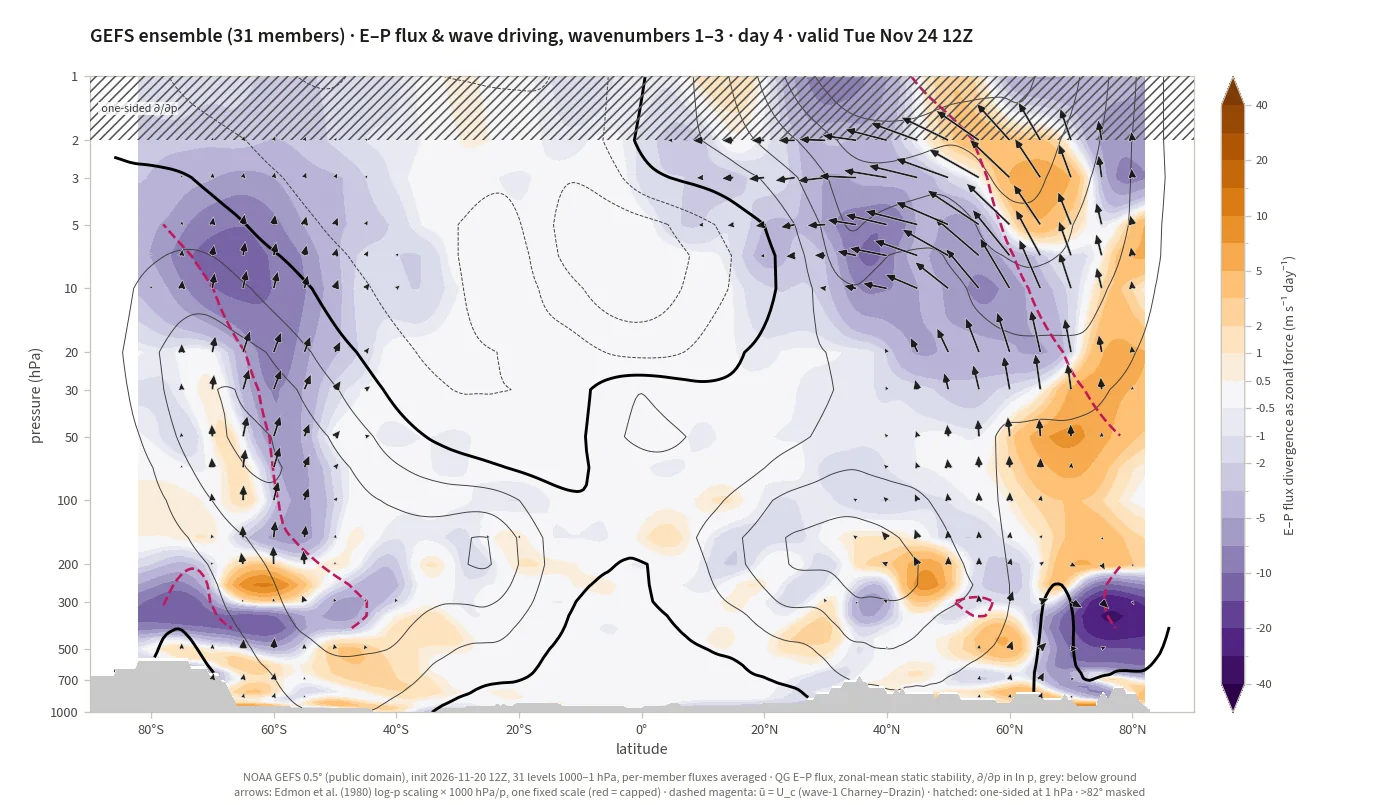 GEFS ensemble (31 members) · E–P flux & wave driving, wavenumbers 1–3 · day 4 · valid Tue Nov 24 12Z
one-sided ∂/∂p
pressure (hPa)
1
2
3
5
10
20
30
50
100
200
300
500
700
1000
80°S
60°S
40°S
20°S
0°
20°N
40°N
60°N
80°N
latitude
40
20
10
5
2
1
0.5
-0.5
-1
-2
-5
-10
-20
-40
E–P flux divergence as zonal force (m s⁻¹ day⁻¹)
NOAA GEFS 0.5° (public domain), init 2026-11-20 12Z, 31 levels 1000–1 hPa, per-member fluxes averaged · QG E–P flux, zonal-mean static stability, ∂/∂p in ln p, grey: below ground
arrows: Edmon et al. (1980) log-p scaling × 1000 hPa/p, one fixed scale (red = capped) · dashed magenta: ū = U_c (wave-1 Charney–Drazin) · hatched: one-sided at 1 hPa · >82° masked